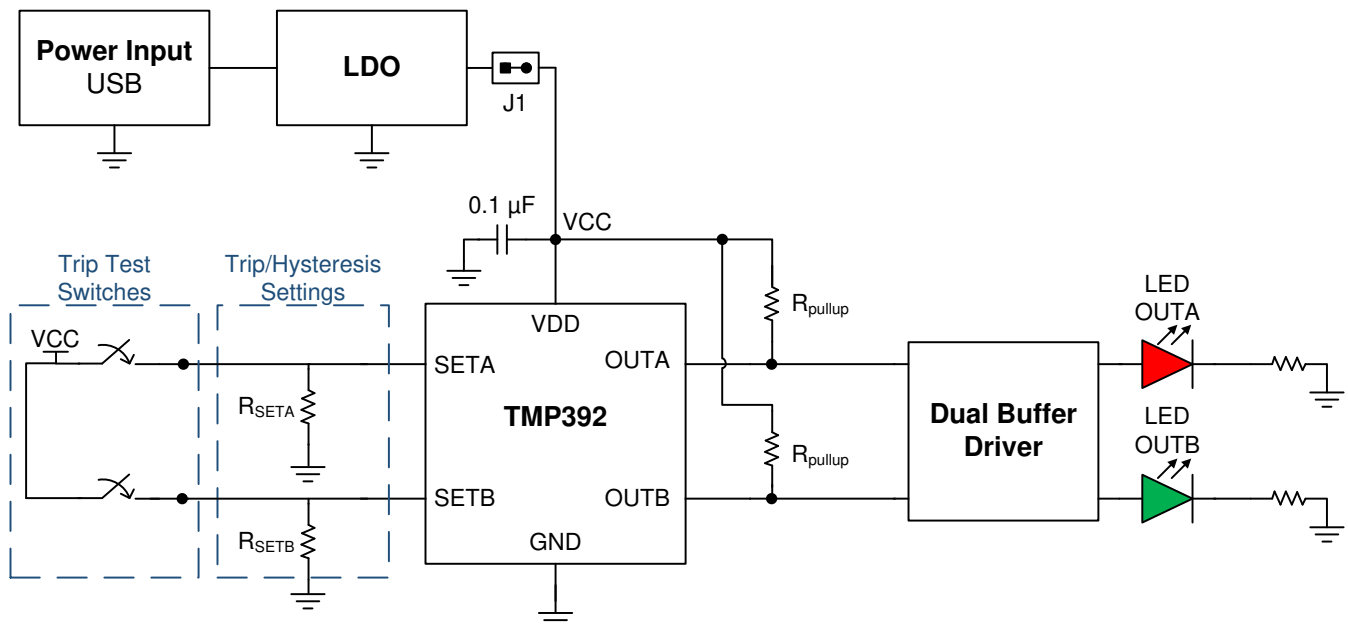 Power Input
USB
LDO
J1
0.1 µF
VCC
Trip Test
Switches
Trip/Hysteresis
Settings
VCC
RSETA
RSETB
SETA
SETB
VDD
TMP392
GND
OUTA
OUTB
Rpullup
Rpullup
Dual Buffer
Driver
LED
OUTA
LED
OUTB